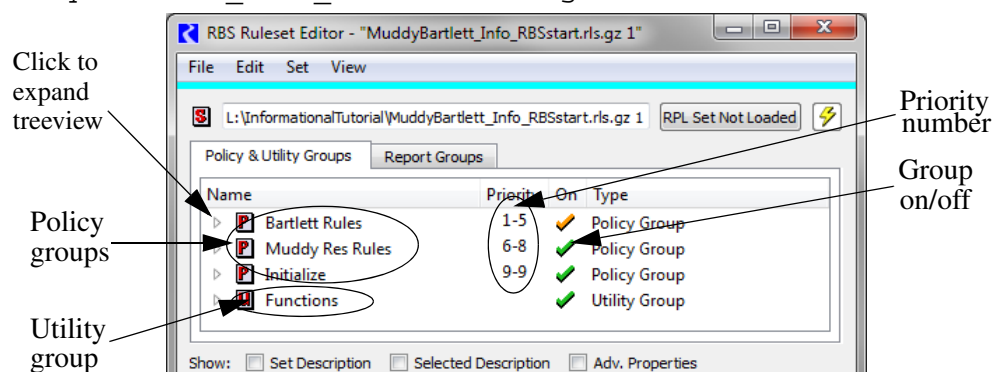 RBS Ruleset Editor - "MuddyBartlett_Info_RBSstart.rls.gz 1"
File Edit Set View
Click to
expand
treeview
L:\InformationalTutorial\MuddyBartlett_Info_RBSstart.rls.gz 1 RPL Set Not Loaded
Priority
number
Policy & Utility Groups Report Groups
Name Priority On Type
Group
on/off
P Bartlett Rules 1-5 Policy Group
Policy
groups
P Muddy Res Rules 6-8 Policy Group
P Initialize 9-9 Policy Group
U Functions Utility Group
Utility
group
Show: Set Description Selected Description Adv. Properties